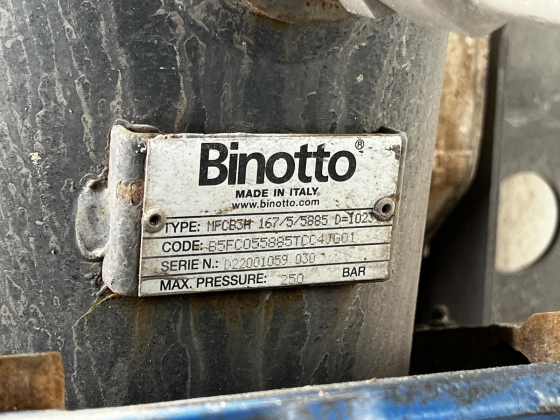 Binotto®
MADE IN ITALY
www.binotto.com
TYPE: MFCB3H 167/5/5885 D=1023
CODE: B5FC055885TCC4JG01
SERIE N.: D22001059 030
MAX. PRESSURE: 250 BAR